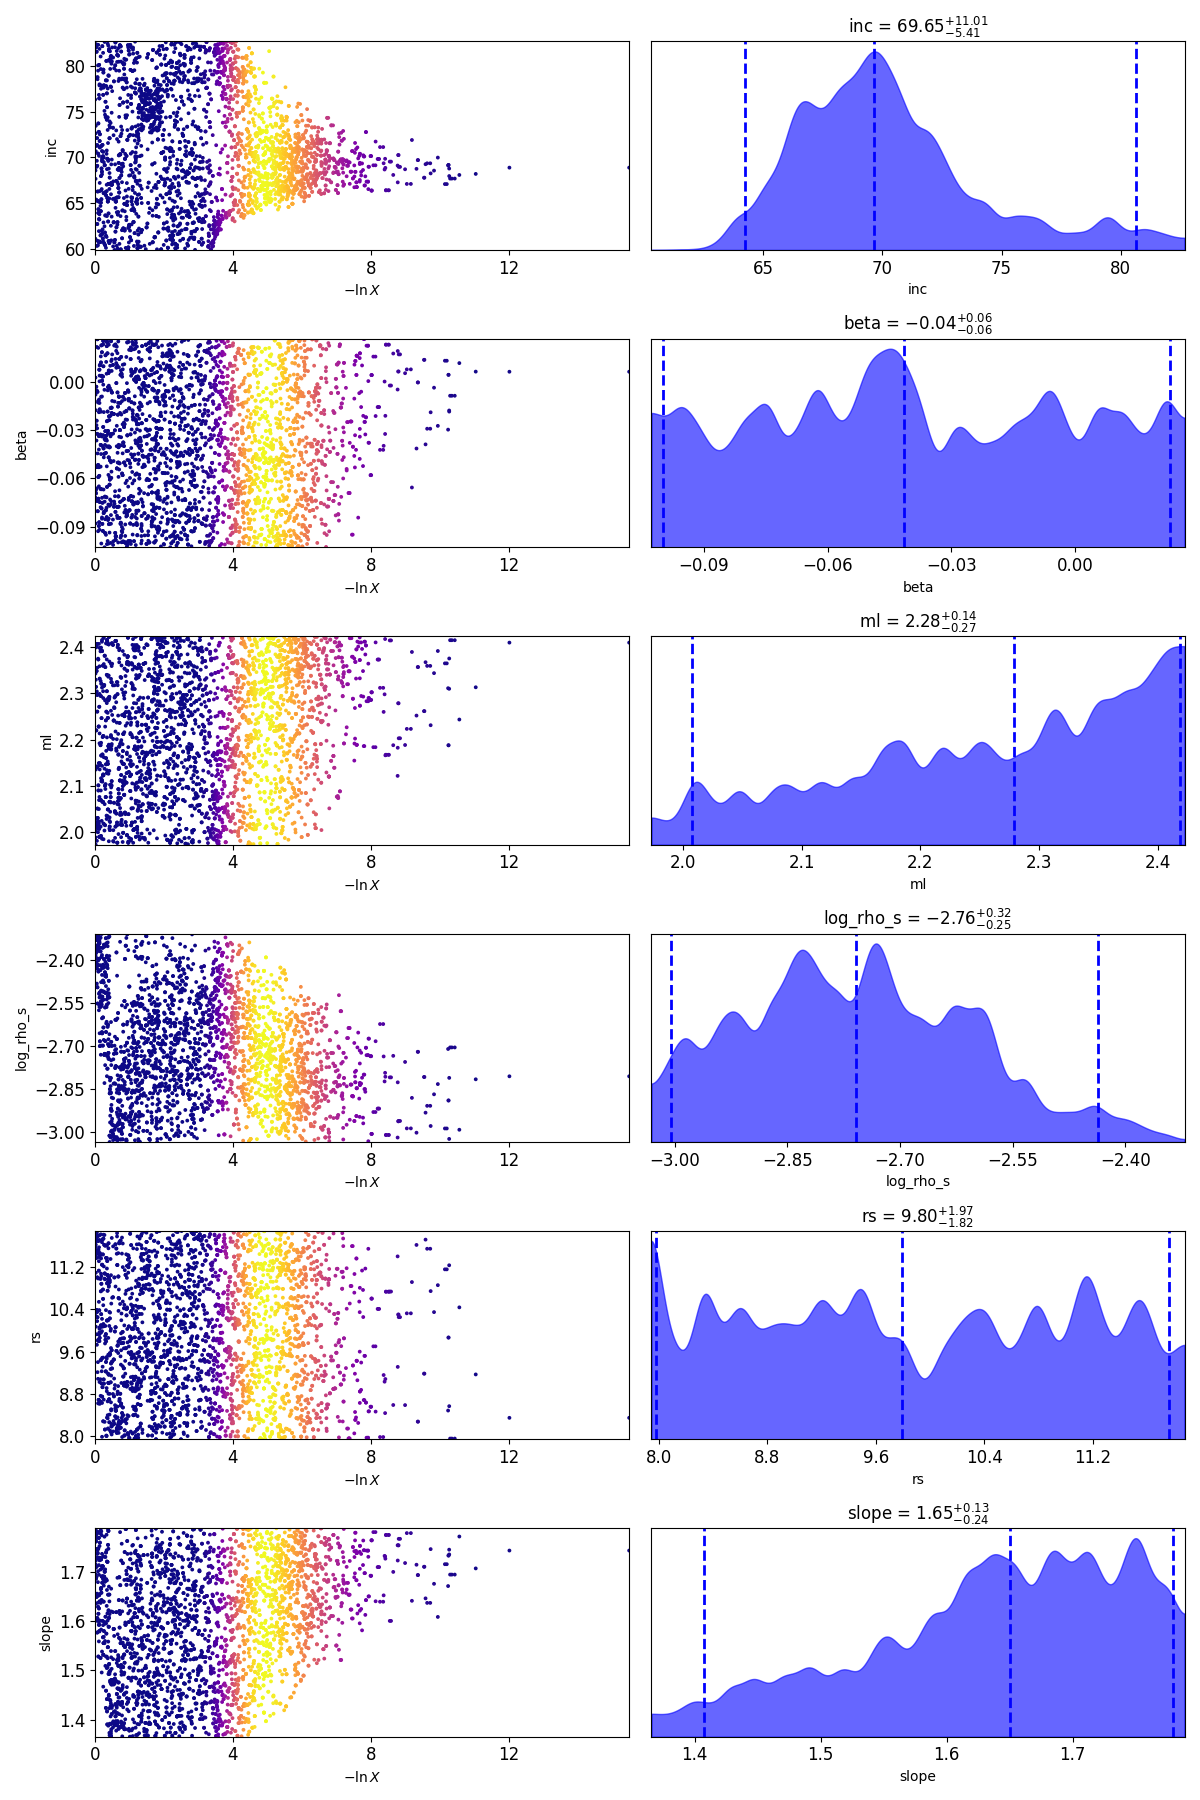 inc = 69.65+11.01−5.41
80
75
70
65
60
inc
0 4 8 12
−ln X
65 70 75 80
inc
beta = −0.04+0.06−0.06
0.00
−0.03
−0.06
−0.09
beta
0 4 8 12
−ln X
−0.09 −0.06 −0.03 0.00
beta
ml = 2.28+0.14−0.27
2.4
2.3
2.2
2.1
2.0
ml
0 4 8 12
−ln X
2.0 2.1 2.2 2.3 2.4
ml
log_rho_s = −2.76+0.32−0.25
−2.40
−2.55
−2.70
−2.85
−3.00
log_rho_s
0 4 8 12
−ln X
−3.00 −2.85 −2.70 −2.55 −2.40
log_rho_s
rs = 9.80+1.97−1.82
11.2
10.4
9.6
8.8
8.0
rs
0 4 8 12
−ln X
8.0 8.8 9.6 10.4 11.2
rs
slope = 1.65+0.13−0.24
1.7
1.6
1.5
1.4
slope
0 4 8 12
−ln X
1.4 1.5 1.6 1.7
slope